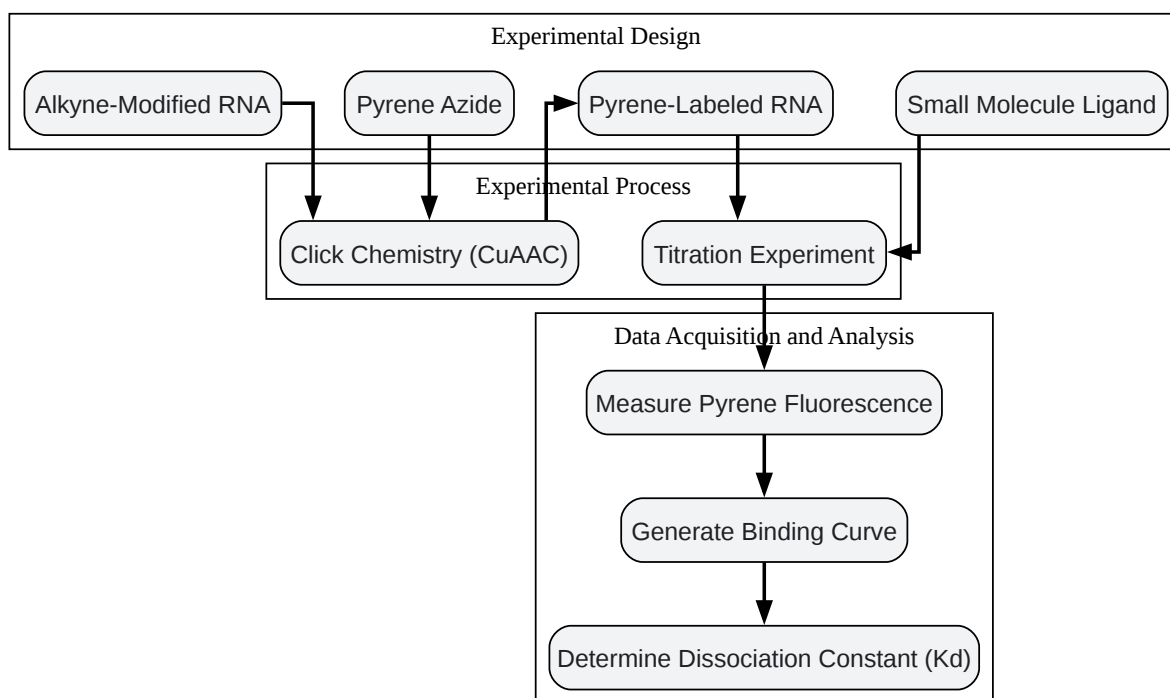 Experimental Design
Alkyne-Modified RNA
Pyrene Azide
Pyrene-Labeled RNA
Small Molecule Ligand
Experimental Process
Click Chemistry (CuAAC)
Titration Experiment
Data Acquisition and Analysis
Measure Pyrene Fluorescence
Generate Binding Curve
Determine Dissociation Constant (Kd)